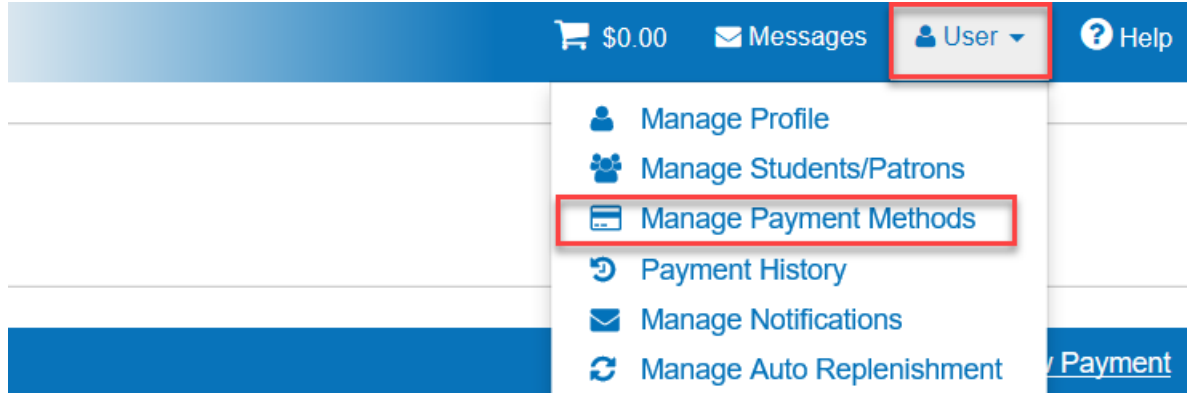 $0.00 Messages User Help
Manage Profile
Manage Students/Patrons
Manage Payment Methods
Payment History
Manage Notifications
Manage Auto Replenishment
Payment